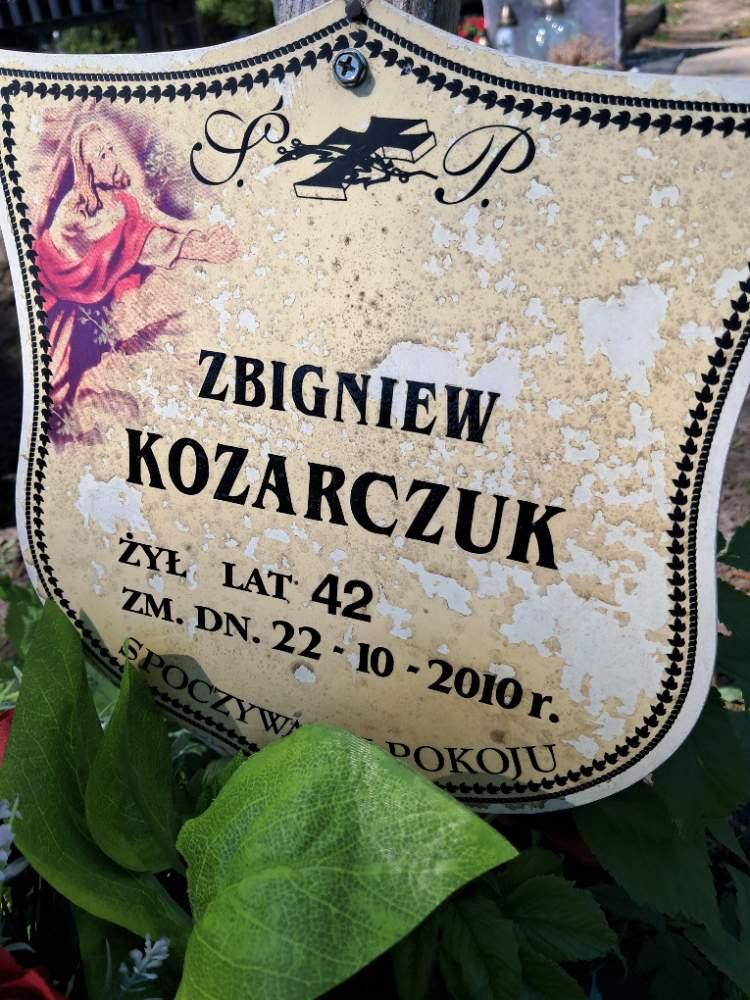 Ś. P.
ZBIGNIEW
KOZARCZUK
ŻYŁ LAT 42
ZM. DN. 22-10-2010 r.
POKOJU